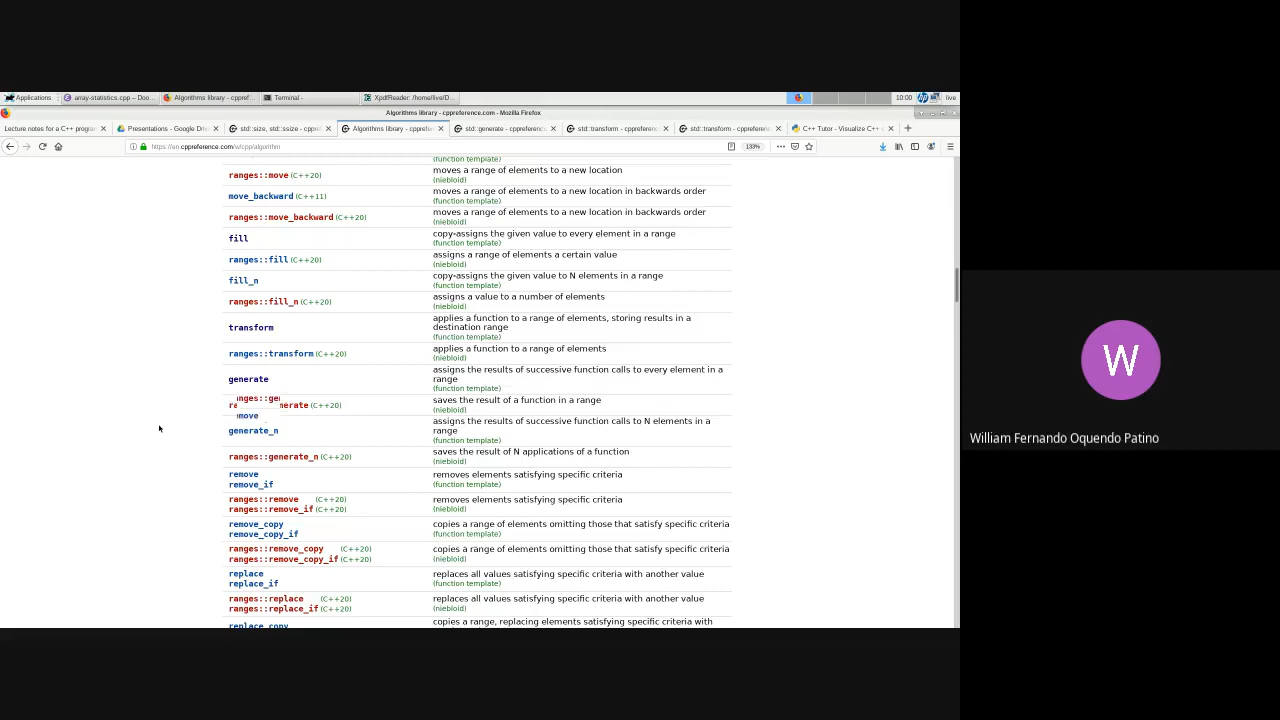 Applications array-statistics.cpp – Doo... Algorithms library - cppref... Terminal - XpdfReader: /home/live/D... 10:00 live
Algorithms library - cppreference.com - Mozilla Firefox
Lecture notes for a C++ program Presentations - Google Drive std::size, std::ssize - cpprefe Algorithms library - cpprefere std::generate - cppreference. std::transform - cppreference std::transform - cppreference C++ Tutor - Visualize C++ c
https://en.cppreference.com/w/cpp/algorithm 133%
(function template)
ranges::move (C++20) moves a range of elements to a new location
(niebloid)
move_backward (C++11) moves a range of elements to a new location in backwards order
(function template)
ranges::move_backward (C++20) moves a range of elements to a new location in backwards order
(niebloid)
fill copy-assigns the given value to every element in a range
(function template)
ranges::fill (C++20) assigns a range of elements a certain value
(niebloid)
fill_n copy-assigns the given value to N elements in a range
(function template)
ranges::fill_n (C++20) assigns a value to a number of elements
(niebloid)
transform applies a function to a range of elements, storing results in a
destination range
(function template)
ranges::transform (C++20) applies a function to a range of elements
(niebloid)
generate assigns the results of successive function calls to every element in a
range
(function template)
nerate (C++20) saves the result of a function in a range
(niebloid)
generate_n assigns the results of successive function calls to N elements in a
range
(function template)
ranges::generate_n (C++20) saves the result of N applications of a function
(niebloid)
remove removes elements satisfying specific criteria
remove_if (function template)
ranges::remove (C++20) removes elements satisfying specific criteria
ranges::remove_if (C++20) (niebloid)
remove_copy copies a range of elements omitting those that satisfy specific criteria
remove_copy_if (function template)
ranges::remove_copy (C++20) copies a range of elements omitting those that satisfy specific criteria
ranges::remove_copy_if (C++20) (niebloid)
replace replaces all values satisfying specific criteria with another value
replace_if (function template)
ranges::replace (C++20) replaces all values satisfying specific criteria with another value
ranges::replace_if (C++20) (niebloid)
replace_copy copies a range, replacing elements satisfying specific criteria with
W
William Fernando Oquendo Patino